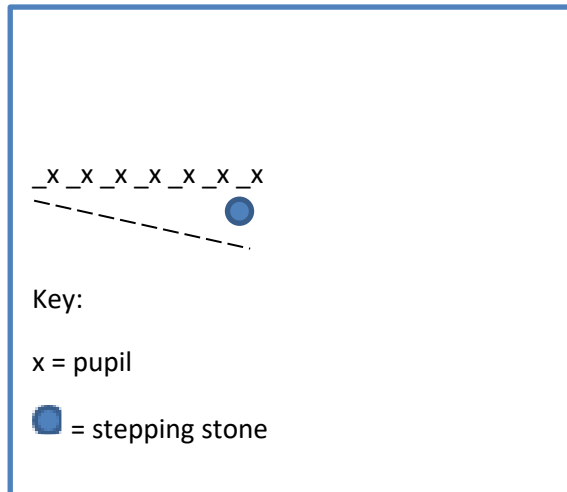 _x _x _x _x _x _x _x
Key:
x = pupil
= stepping stone